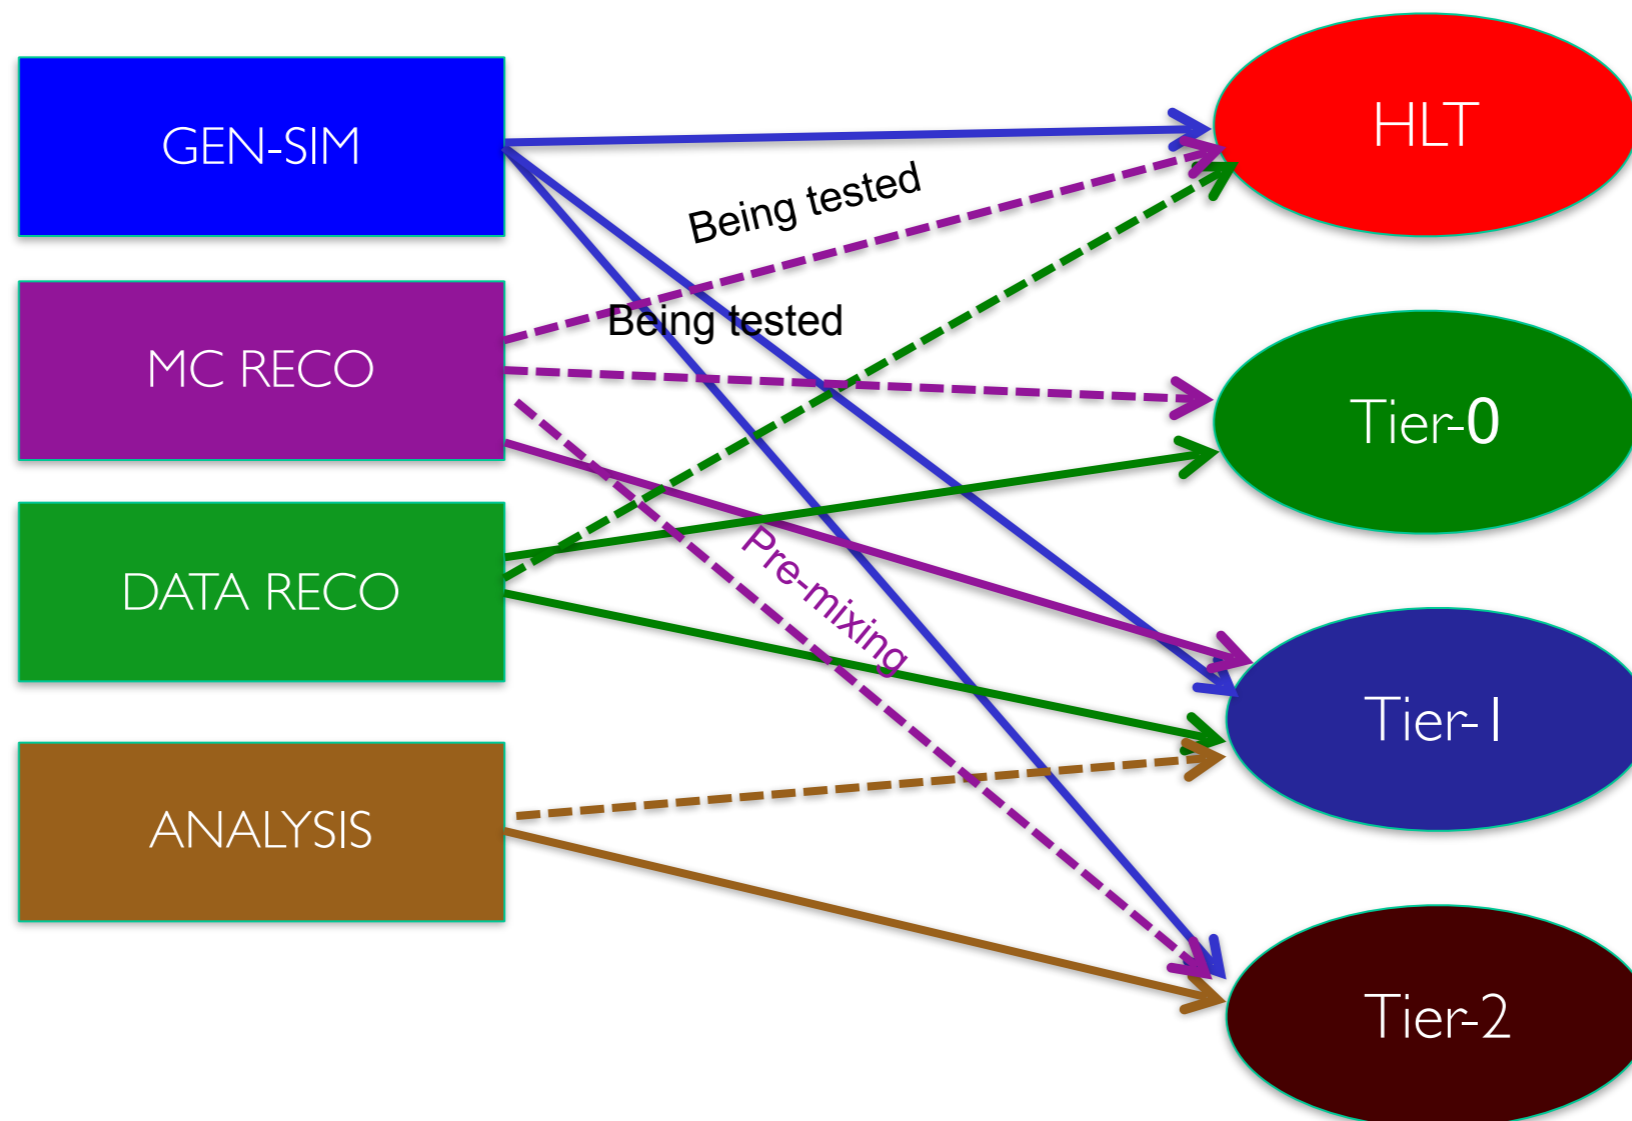 GEN-SIM
HLT
Being tested
Being tested
MC RECO
Tier-0
Pre-mixing
DATA RECO
Tier-1
ANALYSIS
Tier-2